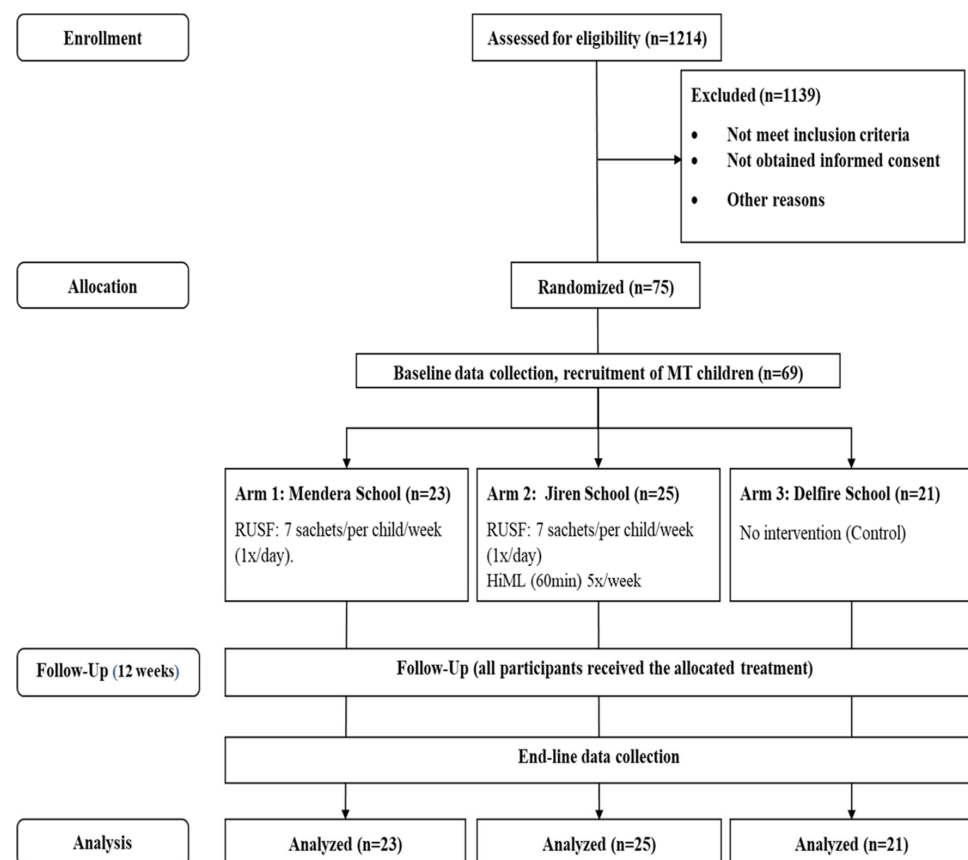 Enrollment
Assessed for eligibility (n=1214)
Excluded (n=1139)
• Not meet inclusion criteria
• Not obtained informed consent
• Other reasons
Allocation
Randomized (n=75)
Baseline data collection, recruitment of MT children (n=69)
Arm 1: Mendera School (n=23)
RUSF: 7 sachets/per child/week
(1x/day).
Arm 2: Jiren School (n=25)
RUSF: 7 sachets/per child/week
(1x/day)
HiML (60min) 5x/week
Arm 3: Delfire School (n=21)
No intervention (Control)
Follow-Up (12 weeks)
Follow-Up (all participants received the allocated treatment)
End-line data collection
Analysis
Analyzed (n=23)
Analyzed (n=25)
Analyzed (n=21)